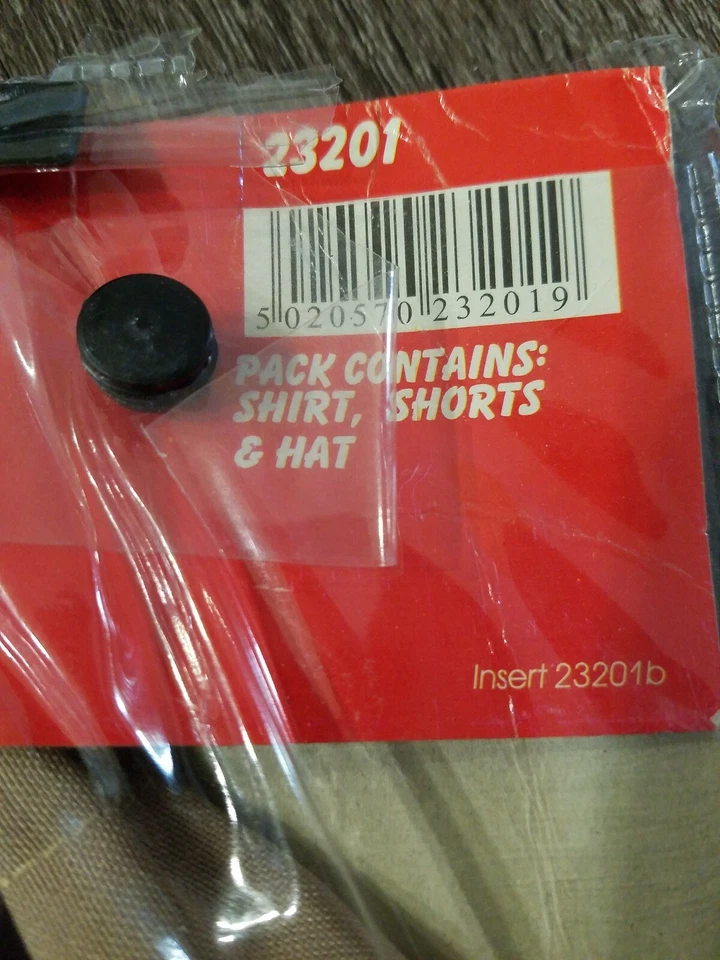 23201
5 020570 232019
PACK CONTAINS:
SHIRT, SHORTS
& HAT
Insert 23201b